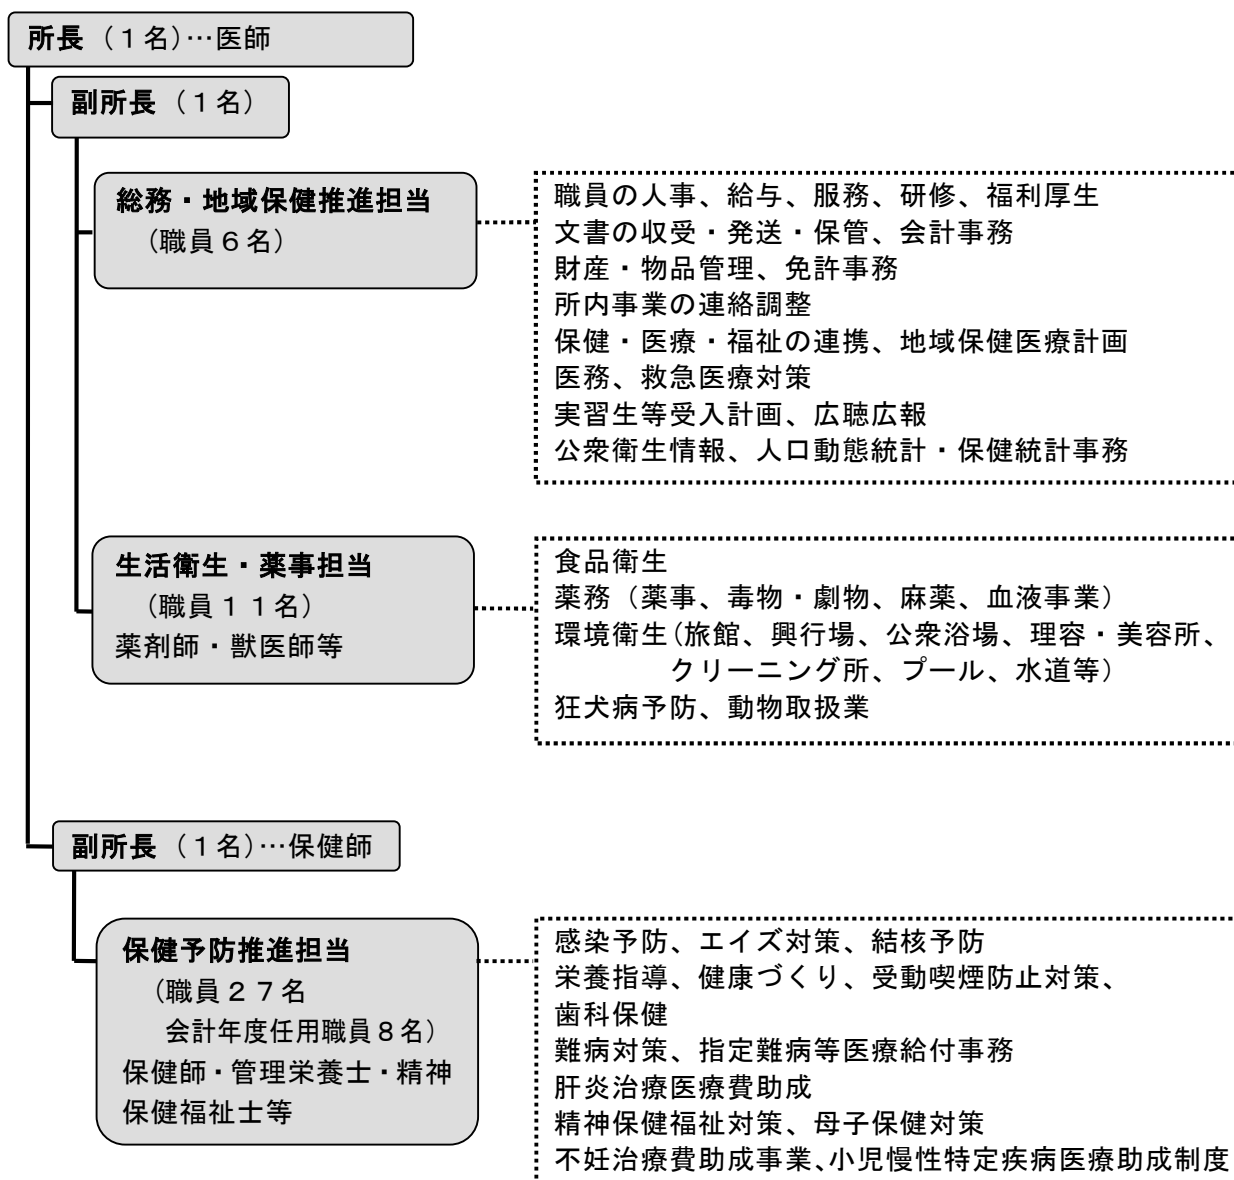 所長（１名）…医師
副所長（１名）
総務・地域保健推進担当
（職員６名）
職員の人事、給与、服務、研修、福利厚生
文書の収受・発送・保管、会計事務
財産・物品管理、免許事務
所内事業の連絡調整
保健・医療・福祉の連携、地域保健医療計画
医務、救急医療対策
実習生等受入計画、広聴広報
公衆衛生情報、人口動態統計・保健統計事務
生活衛生・薬事担当
（職員１１名）
薬剤師・獣医師等
食品衛生
薬務（薬事、毒物・劇物、麻薬、血液事業）
環境衛生(旅館、興行場、公衆浴場、理容・美容所、
クリーニング所、プール、水道等）
狂犬病予防、動物取扱業
副所長（１名）…保健師
保健予防推進担当
（職員２７名
会計年度任用職員８名）
保健師・管理栄養士・精神
保健福祉士等
感染予防、エイズ対策、結核予防
栄養指導、健康づくり、受動喫煙防止対策、
歯科保健
難病対策、指定難病等医療給付事務
肝炎治療医療費助成
精神保健福祉対策、母子保健対策
不妊治療費助成事業、小児慢性特定疾病医療助成制度